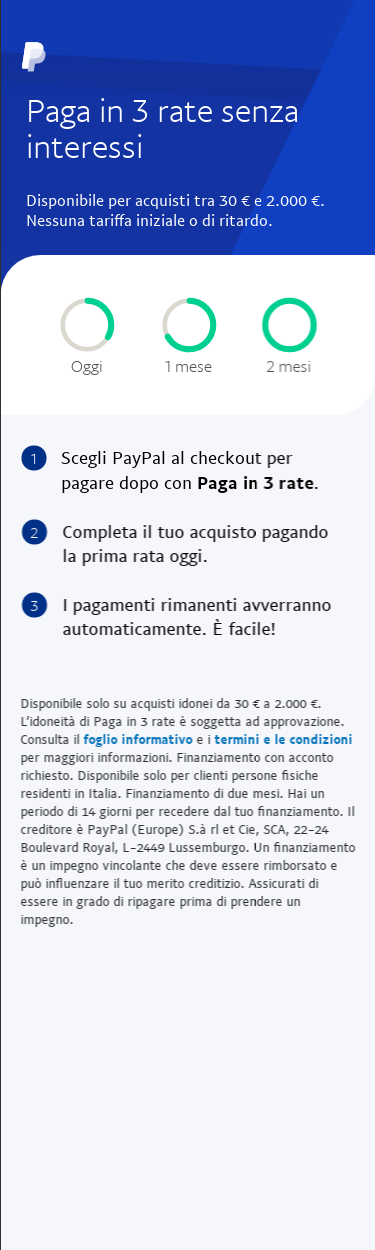 Paga in 3 rate senza
interessi
Disponibile per acquisti tra 30 € e 2.000 €.
Nessuna tariffa iniziale o di ritardo.
Oggi
1 mese
2 mesi
1 Scegli PayPal al checkout per
pagare dopo con Paga in 3 rate.
2 Completa il tuo acquisto pagando
la prima rata oggi.
3 I pagamenti rimanenti avverranno
automaticamente. È facile!
Disponibile solo su acquisti idonei da 30 € a 2.000 €.
L'idoneità di Paga in 3 rate è soggetta ad approvazione.
Consulta il foglio informativo e i termini e le condizioni
per maggiori informazioni. Finanziamento con acconto
richiesto. Disponibile solo per clienti persone fisiche
residenti in Italia. Finanziamento di due mesi. Hai un
periodo di 14 giorni per recedere dal tuo finanziamento. Il
creditore è PayPal (Europe) S.à rl et Cie, SCA, 22-24
Boulevard Royal, L-2449 Lussemburgo. Un finanziamento
è un impegno vincolante che deve essere rimborsato e
può influenzare il tuo merito creditizio. Assicurati di
essere in grado di ripagare prima di prendere un
impegno.